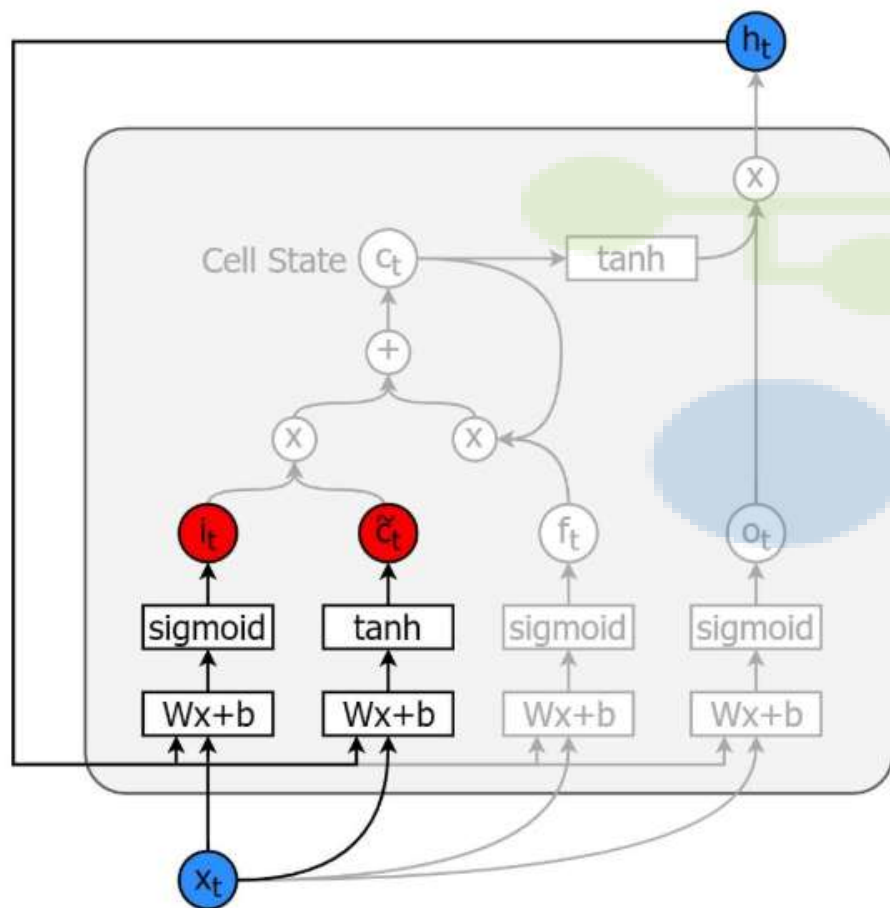 hₜ
x
Cell State cₜ tanh
+
x x
iₜ c̃ₜ fₜ oₜ
sigmoid tanh sigmoid sigmoid
Wx+b Wx+b Wx+b Wx+b
xₜ